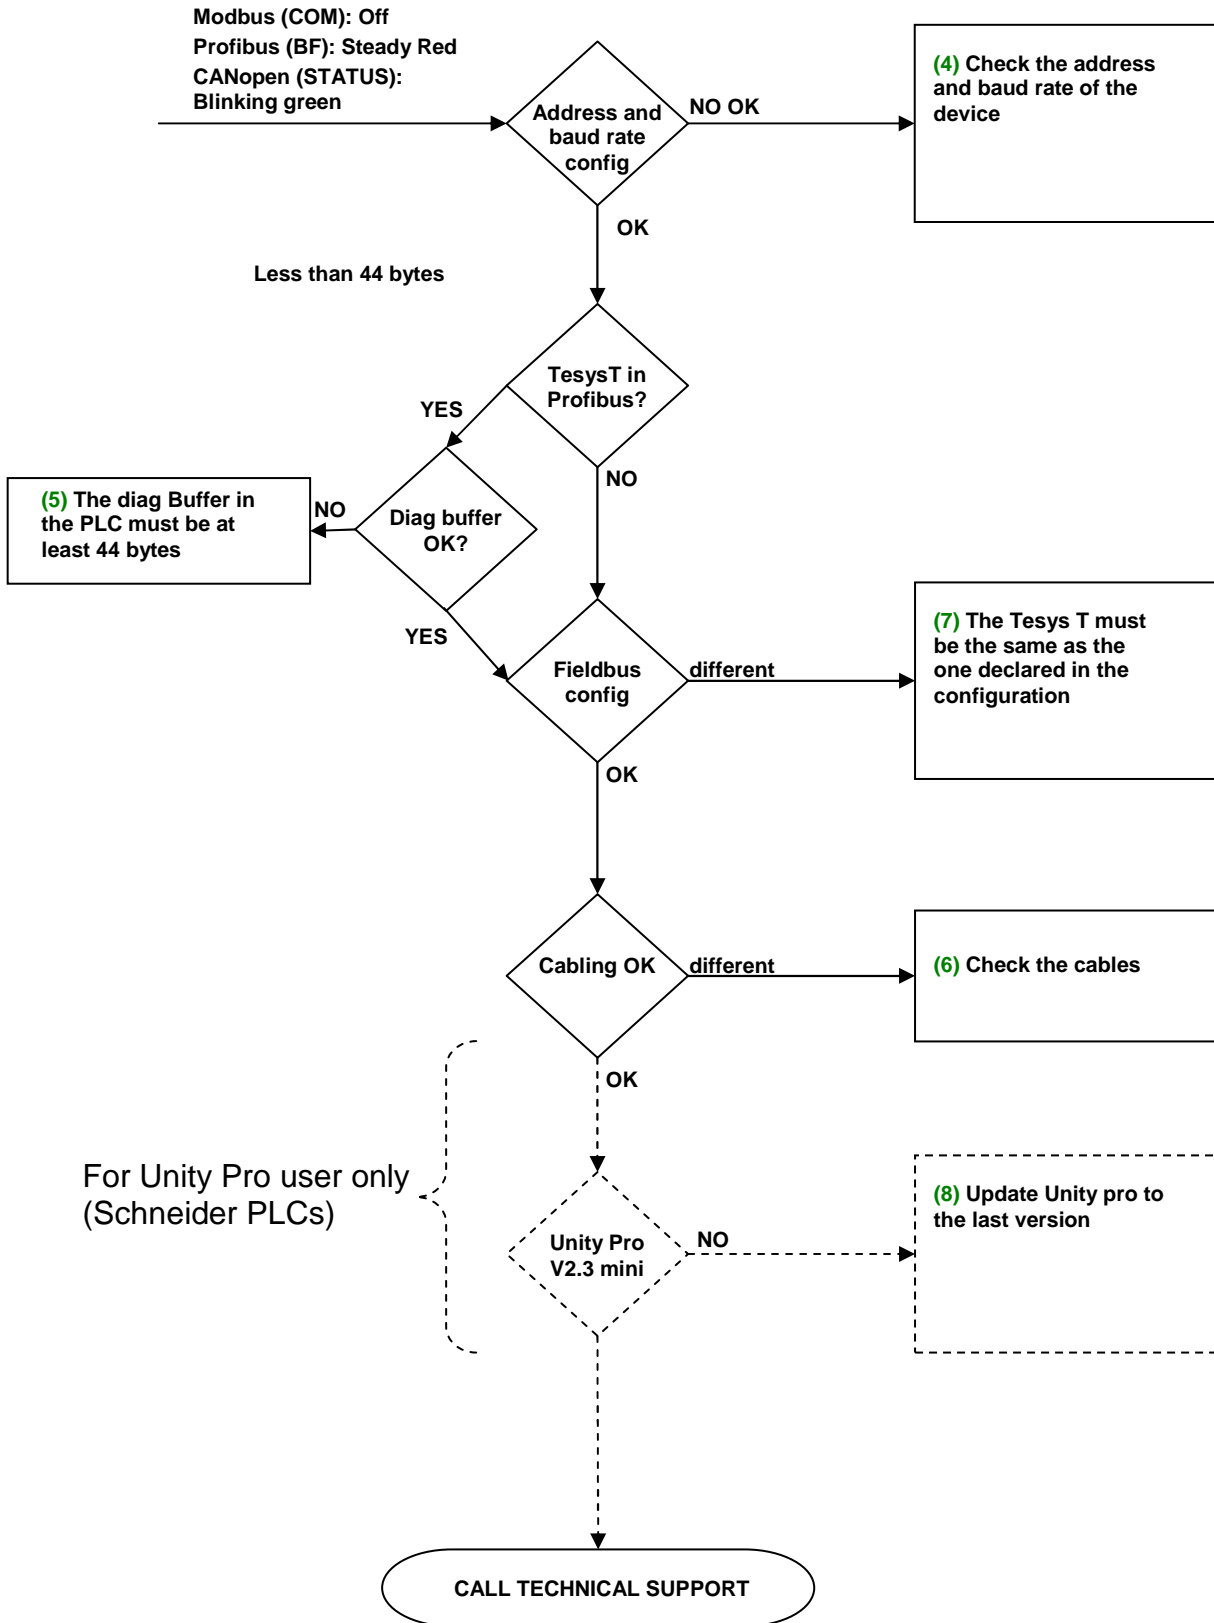 Modbus (COM): Off
Profibus (BF): Steady Red
CANopen (STATUS):
Blinking green
Address and
baud rate
config
NO OK
(4) Check the address
and baud rate of the
device
OK
Less than 44 bytes
TesysT in
Profibus?
YES
NO
(5) The diag Buffer in
the PLC must be at
least 44 bytes
NO
Diag buffer
OK?
YES
Fieldbus
config
different
(7) The Tesys T must
be the same as the
one declared in the
configuration
OK
Cabling OK
different
(6) Check the cables
OK
For Unity Pro user only
(Schneider PLCs)
Unity Pro
V2.3 mini
NO
(8) Update Unity pro to
the last version
CALL TECHNICAL SUPPORT